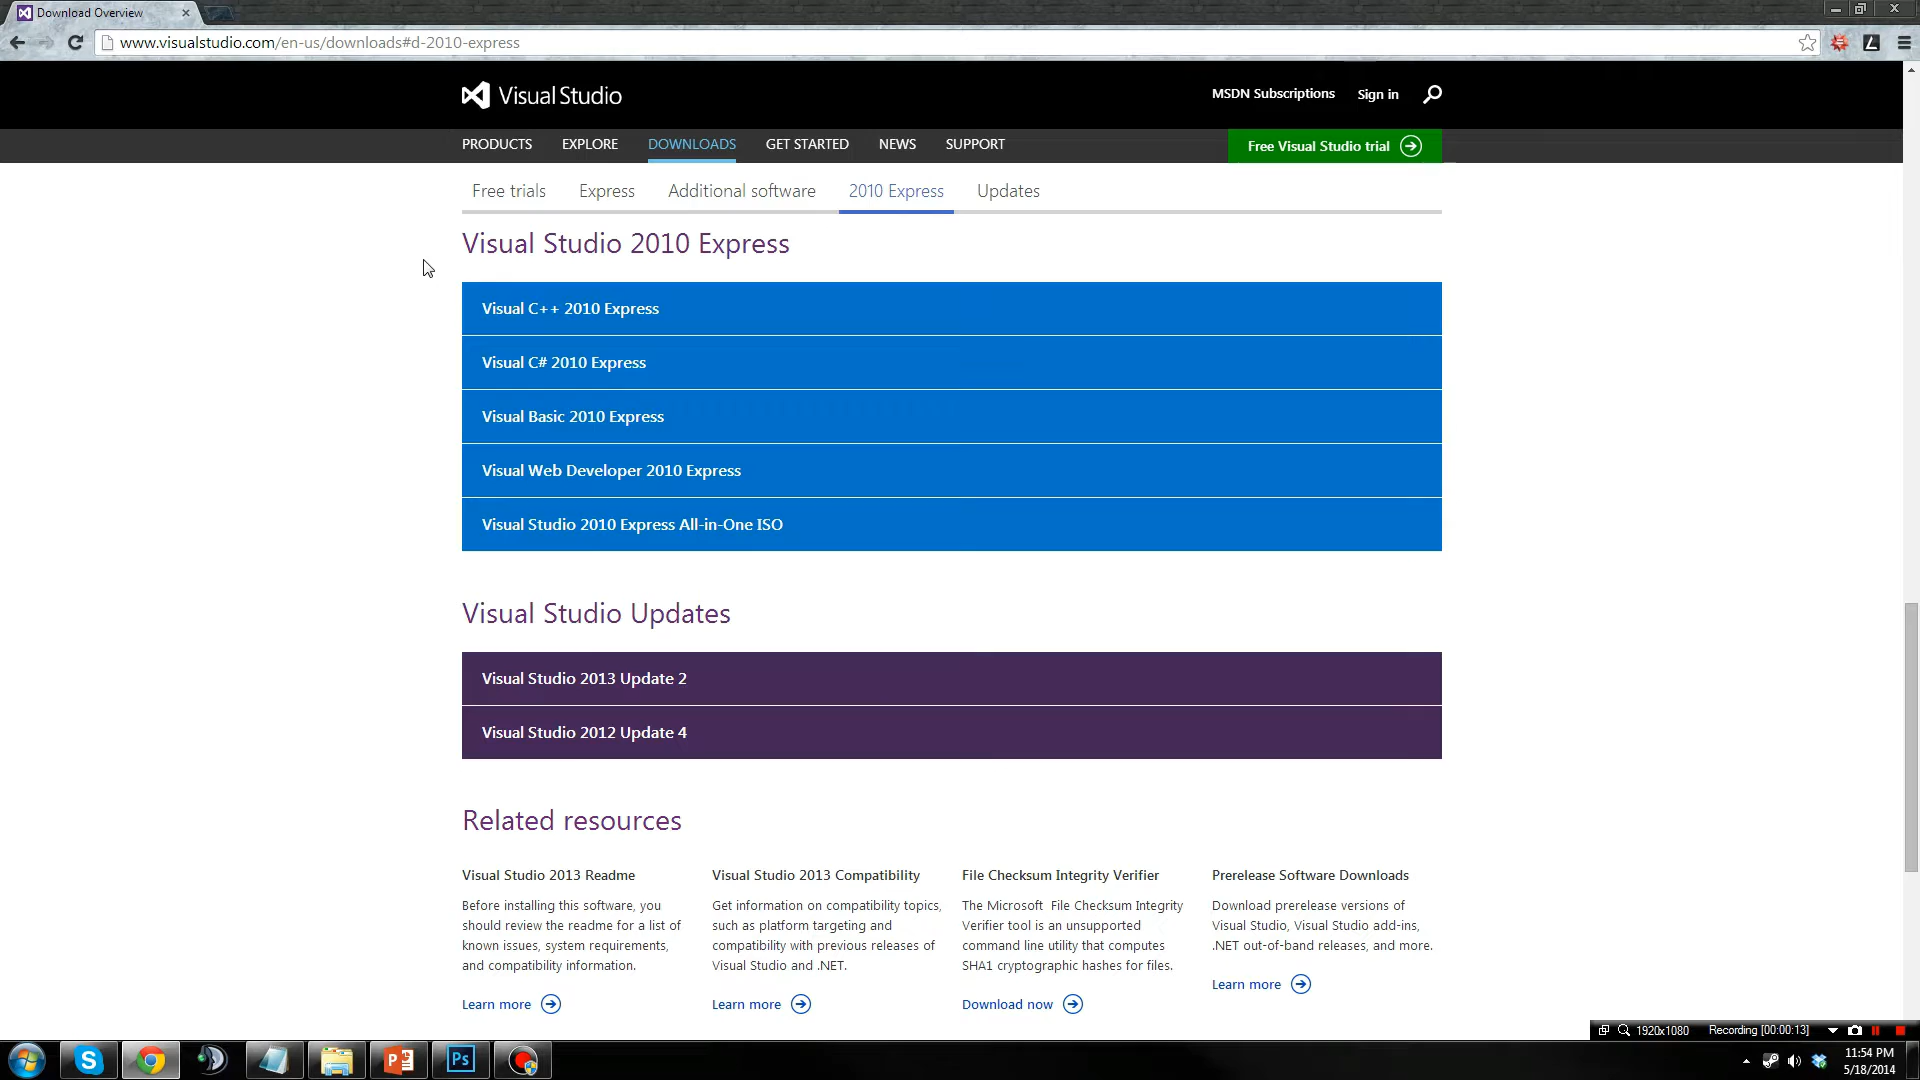 Download Overview
www.visualstudio.com/en-us/downloads#d-2010-express
Visual Studio
MSDN Subscriptions
Sign in
PRODUCTS
EXPLORE
DOWNLOADS
GET STARTED
NEWS
SUPPORT
Free Visual Studio trial
Free trials
Express
Additional software
2010 Express
Updates
Visual Studio 2010 Express
Visual C++ 2010 Express
Visual C# 2010 Express
Visual Basic 2010 Express
Visual Web Developer 2010 Express
Visual Studio 2010 Express All-in-One ISO
Visual Studio Updates
Visual Studio 2013 Update 2
Visual Studio 2012 Update 4
Related resources
Visual Studio 2013 Readme
Before installing this software, you
should review the readme for a list of
known issues, system requirements,
and compatibility information.
Learn more
Visual Studio 2013 Compatibility
Get information on compatibility topics,
such as platform targeting and
compatibility with previous releases of
Visual Studio and .NET.
Learn more
File Checksum Integrity Verifier
The Microsoft File Checksum Integrity
Verifier tool is an unsupported
command line utility that computes
SHA1 cryptographic hashes for files.
Download now
Prerelease Software Downloads
Download prerelease versions of
Visual Studio, Visual Studio add-ins,
.NET out-of-band releases, and more.
Learn more
1920x1080
Recording [00:00:13]
S
P
Ps
11:54 PM
5/18/2014